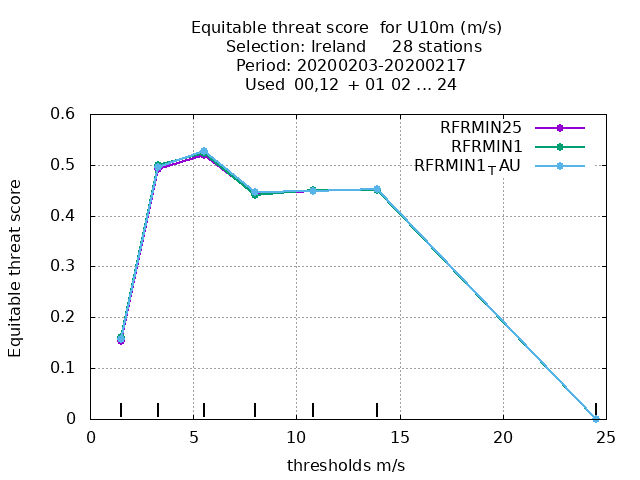 Equitable threat score  for U10m (m/s)
Selection: Ireland     28 stations
Period: 20200203-20200217
Used  00,12  + 01 02 ... 24
RFRMIN25
RFRMIN1
RFRMIN1TAU
Equitable threat score
0.6
0.5
0.4
0.3
0.2
0.1
0
0 5 10 15 20 25
thresholds m/s